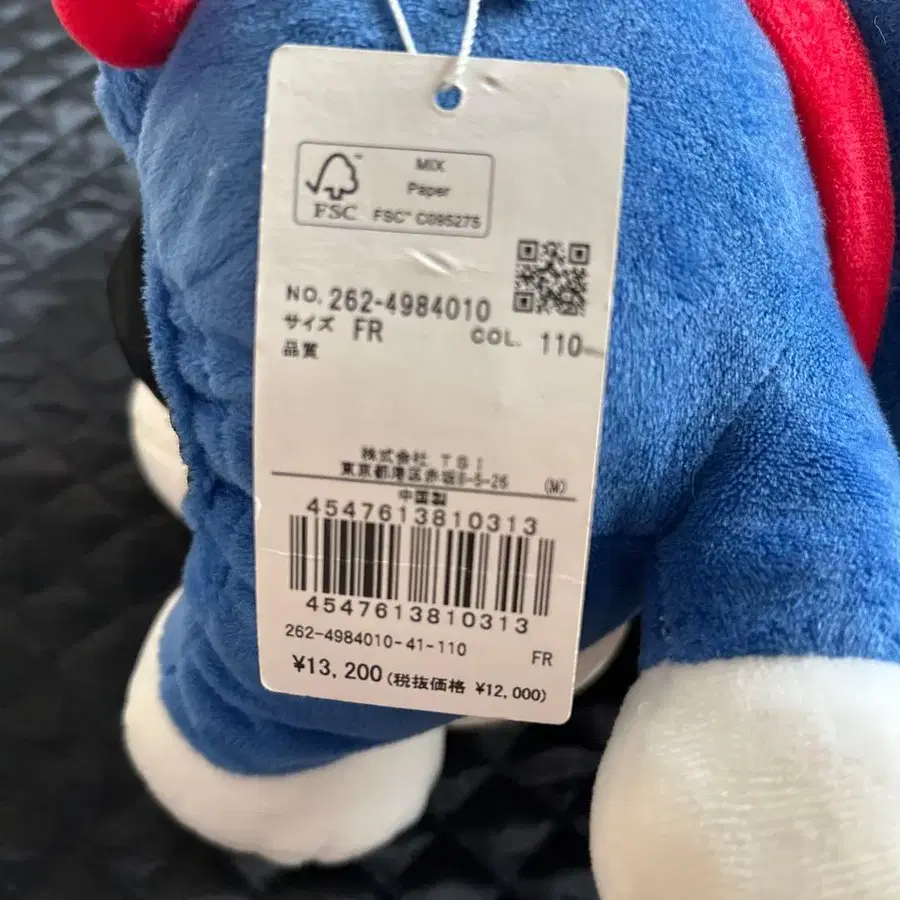 MIX
Paper
FSC
FSC™ C095275
NO. 262-4984010
サイズ FR
COL. 110
品質
株式会社 TSI
東京都港区赤坂8-5-26
(M)
中国製
4547613810313
4547613810313
262-4984010-41-110
FR
¥13,200(税抜価格 ¥12,000)